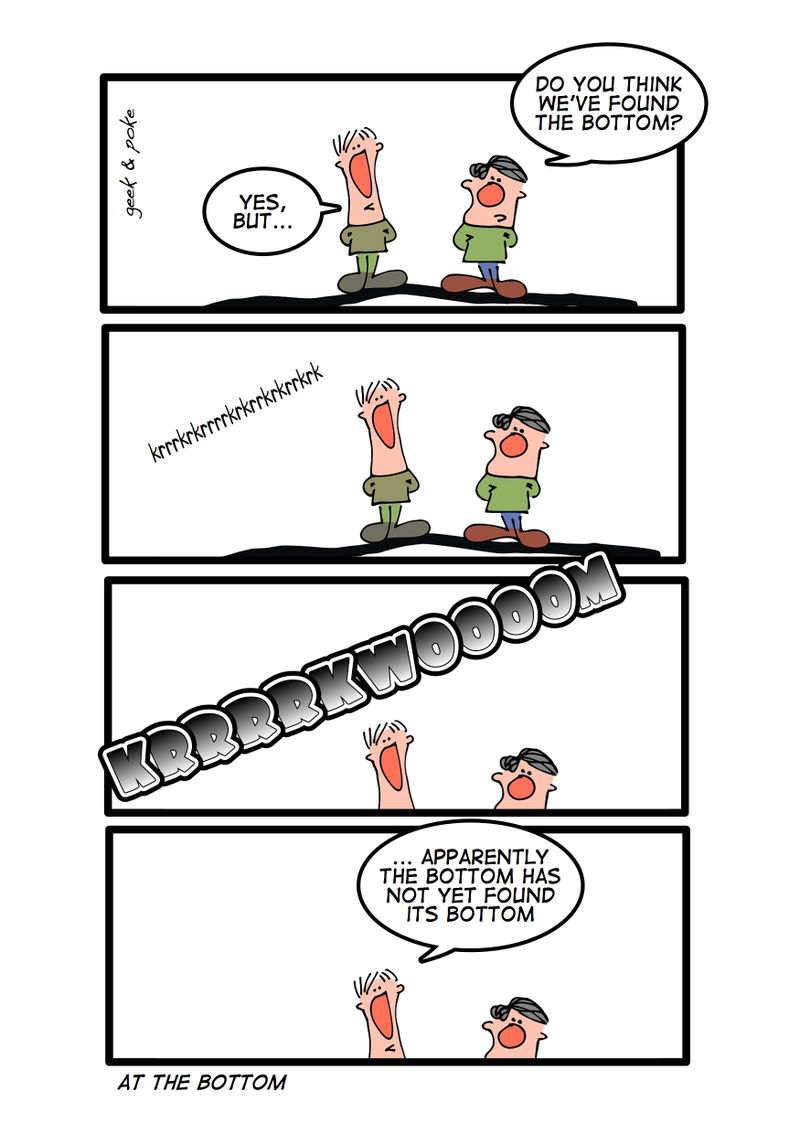 geek & poke
DO YOU THINK
WE'VE FOUND
THE BOTTOM?
YES,
BUT...
krrrkrkrrrrkrkrrkrkrrkrk
KRRRRKWOOOOM
... APPARENTLY
THE BOTTOM HAS
NOT YET FOUND
ITS BOTTOM
AT THE BOTTOM